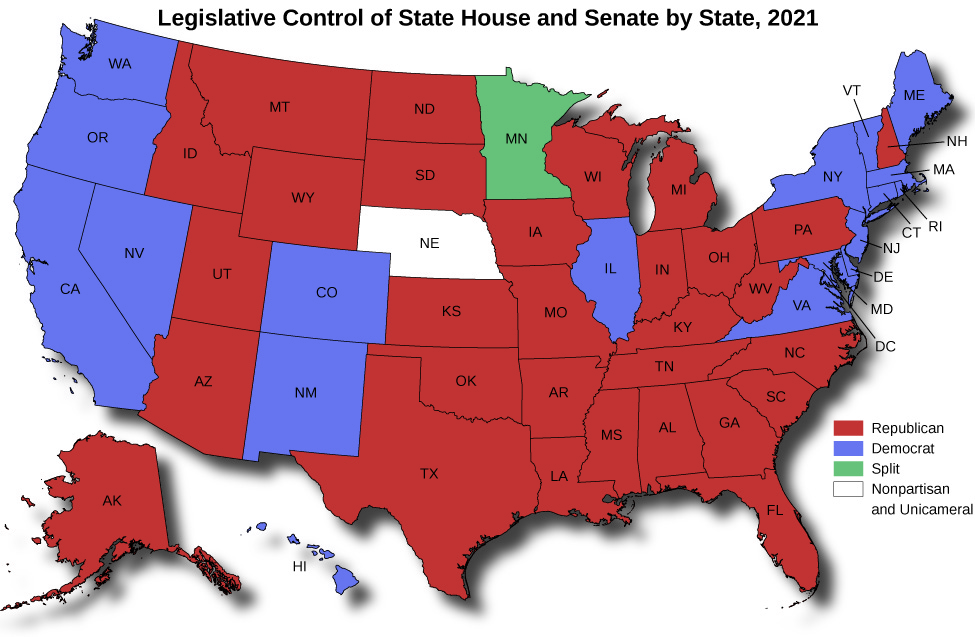 Legislative Control of State House and Senate by State, 2021
WA
OR
CA
NV
ID
MT
WY
UT
CO
AZ
NM
ND
SD
NE
KS
OK
TX
MN
IA
MO
AR
LA
WI
IL
MI
IN
OH
KY
TN
MS
AL
GA
FL
SC
NC
VA
WV
PA
NY
VT
ME
NH
MA
RI
CT
NJ
DE
MD
DC
AK
HI
Republican
Democrat
Split
Nonpartisan
and Unicameral